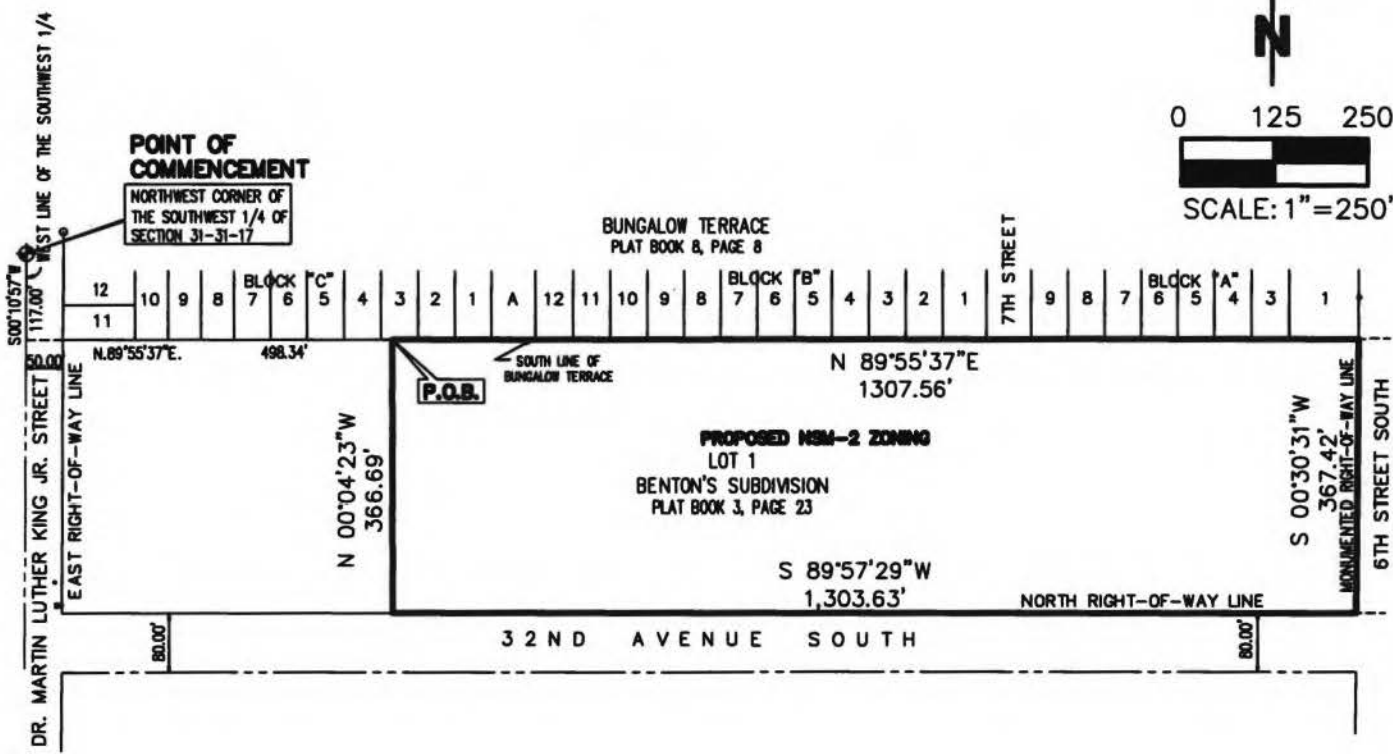 N
0 125 250
SCALE: 1"=250'
WEST LINE OF THE SOUTHWEST 1/4
POINT OF
COMMENCEMENT
NORTHWEST CORNER OF
THE SOUTHWEST 1/4 OF
SECTION 31-31-17
S00°10'57"W
117.00'
BUNGALOW TERRACE
PLAT BOOK 8, PAGE 8
7TH STREET
BLOCK "C"
BLOCK "B"
BLOCK "A"
12
11
10 9 8 7 6 5 4 3 2 1 A 12 11 10 9 8 7 6 5 4 3 2 1 9 8 7 6 5 4 3 1
50.00
N.89°55'37"E. 498.34'
P.O.B.
SOUTH LINE OF
BUNGALOW TERRACE
N 89°55'37"E
1307.56'
DR. MARTIN LUTHER KING JR. STREET
EAST RIGHT-OF-WAY LINE
N 00°04'23"W
366.69'
PROPOSED NSM-2 ZONING
LOT 1
BENTON'S SUBDIVISION
PLAT BOOK 3, PAGE 23
S 00°30'31"W
367.42'
MONUMENTED RIGHT-OF-WAY LINE
6TH STREET SOUTH
S 89°57'29"W
1,303.63'
NORTH RIGHT-OF-WAY LINE
80.00'
32ND AVENUE SOUTH
80.00'